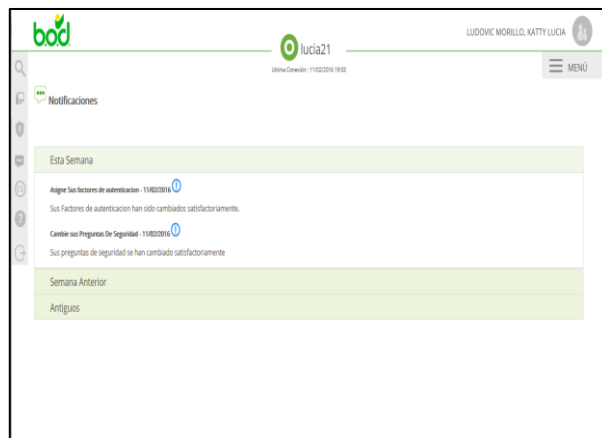 b.o.d
LUDOVIC MORILLO, KATTY LUCIA
lucia21
Ultima Conexión : 11/02/2016 19:03
MENÚ
Notificaciones
Esta Semana
Asigne Sus factores de autenticacion - 11/02/2016
Sus Factores de autenticacion han sido cambiados satisfactoriamente.
Cambie sus Preguntas De Seguridad - 11/02/2016
Sus preguntas de seguridad se han cambiado satisfactoriamente
Semana Anterior
Antiguos